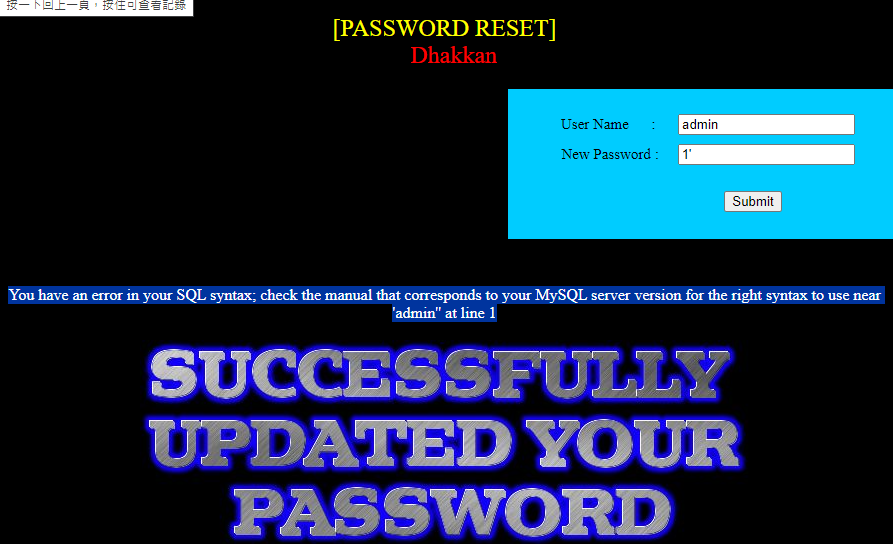 按一下回上一頁，按住可查看記錄
[PASSWORD RESET]
Dhakkan
User Name : admin
New Password : 1'
Submit
You have an error in your SQL syntax; check the manual that corresponds to your MySQL server version for the right syntax to use near
'admin'' at line 1
SUCCESSFULLY
UPDATED YOUR
PASSWORD